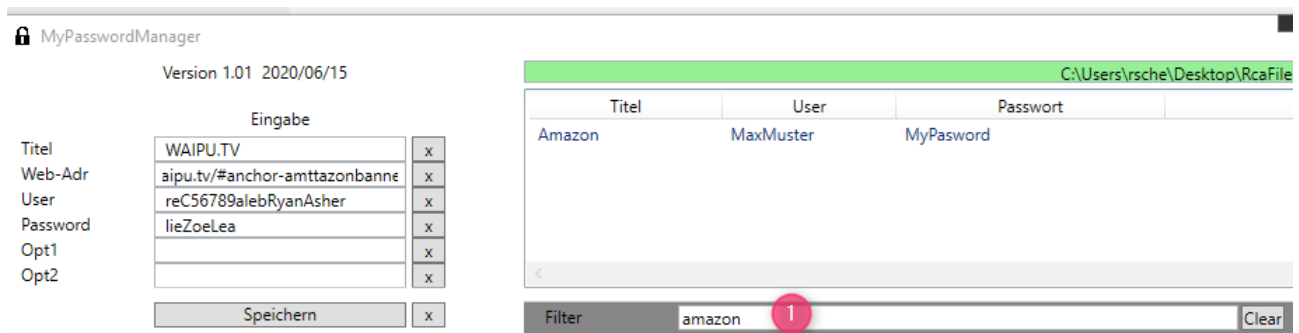 MyPasswordManager
Version 1.01 2020/06/15
Eingabe
Titel WAIPU.TV x
Web-Adr aipu.tv/#anchor-amttazonbanne x
User reC56789alebRyanAsher x
Password lieZoeLea x
Opt1 x
Opt2 x
Speichern x
C:\Users\rsche\Desktop\RcaFile
Titel User Passwort
Amazon MaxMuster MyPasword
Filter amazon 1 Clear